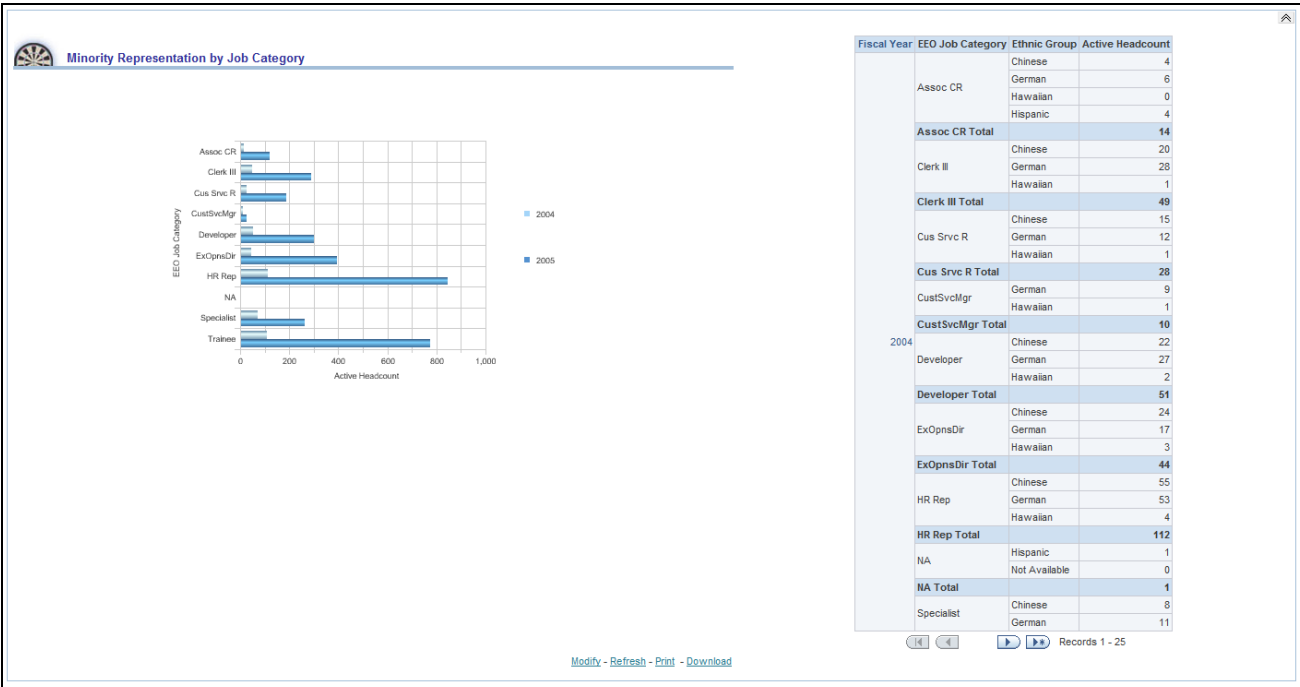 Minority Representation by Job Category
EEO Job Category
Assoc CR
Clerk III
Cus Srvc R
CustSvcMgr
Developer
ExOpnsDir
HR Rep
NA
Specialist
Trainee
0 200 400 600 800 1,000
Active Headcount
2004
2005
Fiscal Year EEO Job Category Ethnic Group Active Headcount
2004
Assoc CR
Chinese 4
German 6
Hawaiian 0
Hispanic 4
Assoc CR Total 14
Clerk III
Chinese 20
German 28
Hawaiian 1
Clerk III Total 49
Cus Srvc R
Chinese 15
German 12
Hawaiian 1
Cus Srvc R Total 28
CustSvcMgr
German 9
Hawaiian 1
CustSvcMgr Total 10
Developer
Chinese 22
German 27
Hawaiian 2
Developer Total 51
ExOpnsDir
Chinese 24
German 17
Hawaiian 3
ExOpnsDir Total 44
HR Rep
Chinese 55
German 53
Hawaiian 4
HR Rep Total 112
NA
Hispanic 1
Not Available 0
NA Total 1
Specialist
Chinese 8
German 11
Records 1 - 25
Modify - Refresh - Print - Download